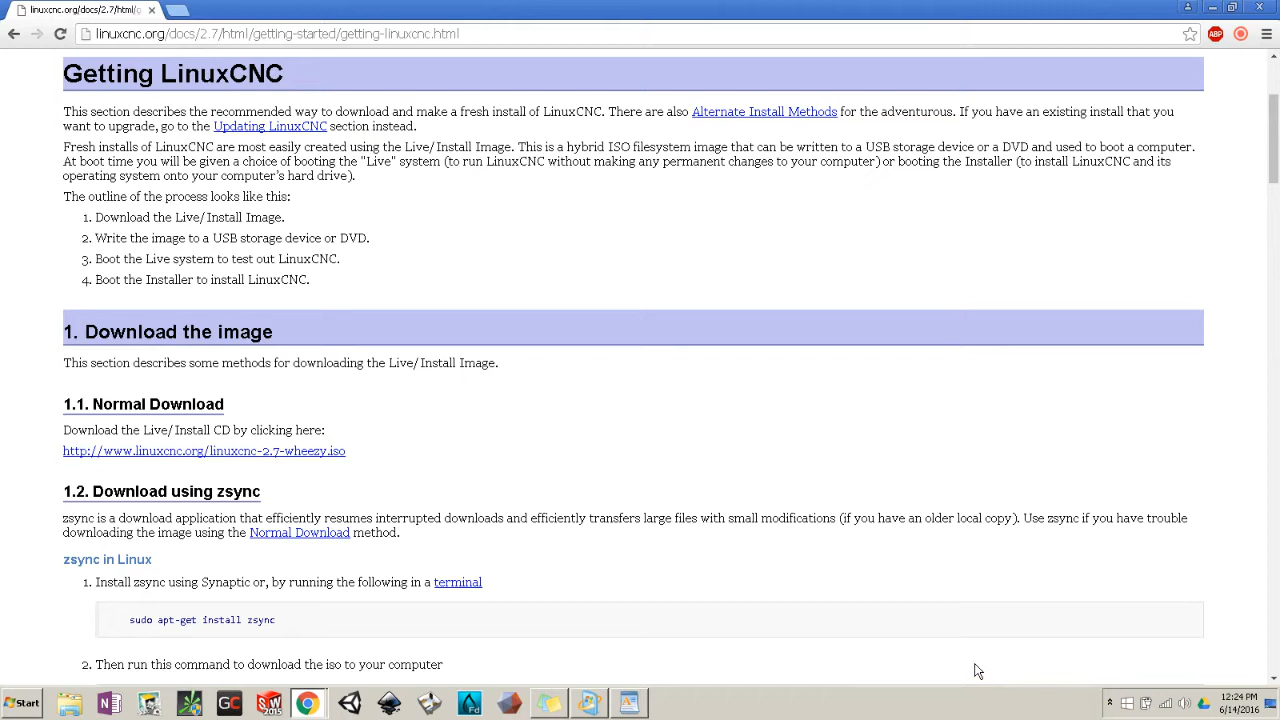 linuxcnc.org/docs/2.7/html/g
linuxcnc.org/docs/2.7/html/getting-started/getting-linuxcnc.html
ABP
Getting LinuxCNC
This section describes the recommended way to download and make a fresh install of LinuxCNC. There are also Alternate Install Methods for the adventurous. If you have an existing install that you
want to upgrade, go to the Updating LinuxCNC section instead.
Fresh installs of LinuxCNC are most easily created using the Live/Install Image. This is a hybrid ISO filesystem image that can be written to a USB storage device or a DVD and used to boot a computer.
At boot time you will be given a choice of booting the "Live" system (to run LinuxCNC without making any permanent changes to your computer) or booting the Installer (to install LinuxCNC and its
operating system onto your computer's hard drive).
The outline of the process looks like this:
1. Download the Live/Install Image.
2. Write the image to a USB storage device or DVD.
3. Boot the Live system to test out LinuxCNC.
4. Boot the Installer to install LinuxCNC.
1. Download the image
This section describes some methods for downloading the Live/Install Image.
1.1. Normal Download
Download the Live/Install CD by clicking here:
http://www.linuxcnc.org/linuxcnc-2.7-wheezy.iso
1.2. Download using zsync
zsync is a download application that efficiently resumes interrupted downloads and efficiently transfers large files with small modifications (if you have an older local copy). Use zsync if you have trouble
downloading the image using the Normal Download method.
zsync in Linux
1. Install zsync using Synaptic or, by running the following in a terminal
sudo apt-get install zsync
2. Then run this command to download the iso to your computer
Start
GC
SW
2015
Fd
12:24 PM
6/14/2016